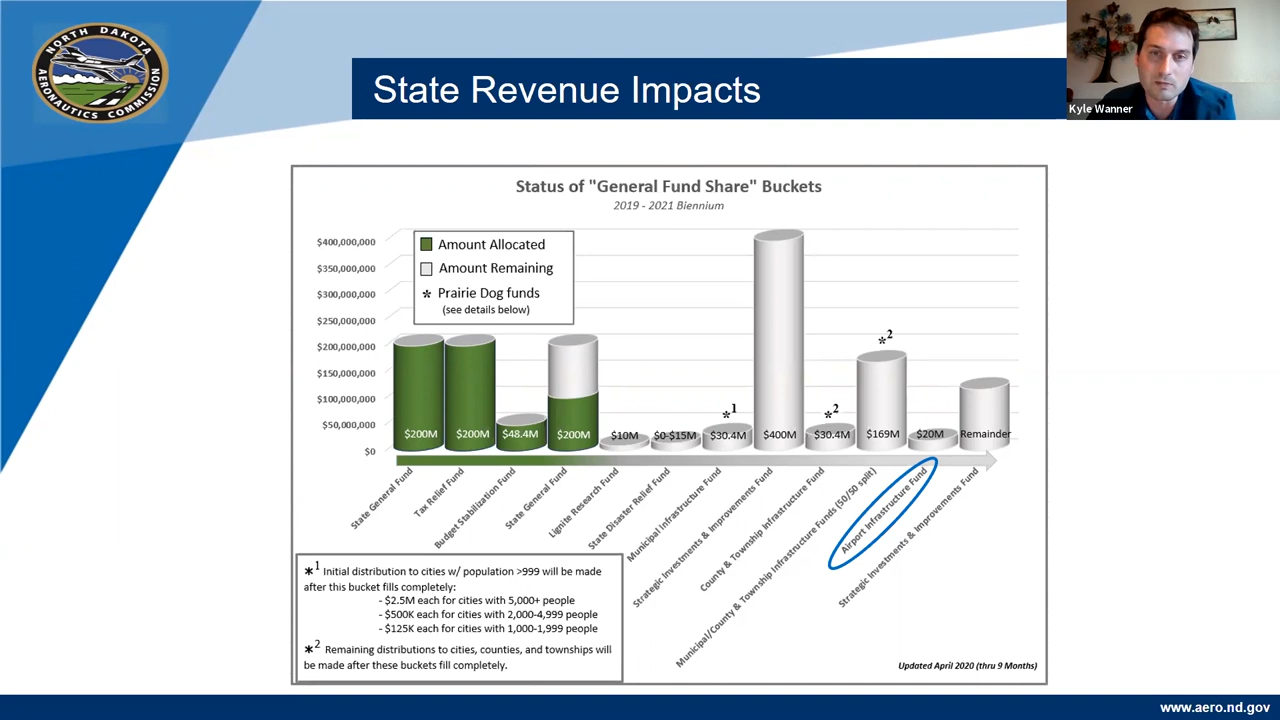 NORTH DAKOTA
AERONAUTICS COMMISSION
State Revenue Impacts
Kyle Wanner
Status of "General Fund Share" Buckets
2019 - 2021 Biennium
$400,000,000
$350,000,000
$300,000,000
$250,000,000
$200,000,000
$150,000,000
$100,000,000
$50,000,000
$0
Amount Allocated
Amount Remaining
* Prairie Dog funds
(see details below)
*1
*2
*2
$200M
$200M
$48.4M
$200M
$10M
$0-$15M
$30.4M
$400M
$30.4M
$169M
$20M
Remainder
State General Fund
Tax Relief Fund
Budget Stabilization Fund
State General Fund
Lignite Research Fund
State Disaster Relief Fund
Municipal Infrastructure Fund
Strategic Investments & Improvements Fund
County & Township Infrastructure Fund
Municipal/County & Township Infrastructure Funds (50/50 split)
Airport Infrastructure Fund
Strategic Investments & Improvements Fund
*1 Initial distribution to cities w/ population >999 will be made
after this bucket fills completely:
- $2.5M each for cities with 5,000+ people
- $500K each for cities with 2,000-4,999 people
- $125K each for cities with 1,000-1,999 people
*2 Remaining distributions to cities, counties, and townships will
be made after these buckets fill completely.
Updated April 2020 (thru 9 Months)
www.aero.nd.gov